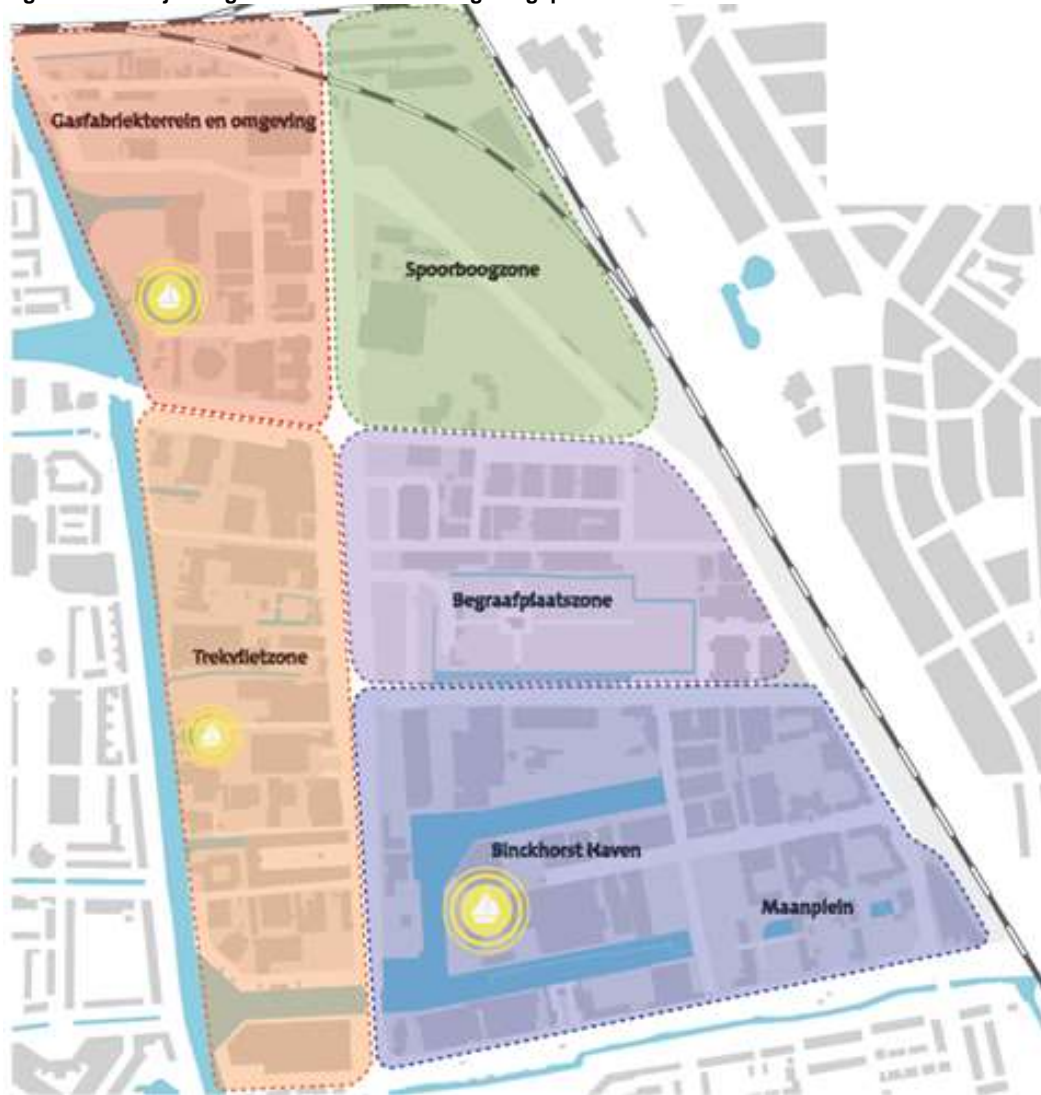 Gasfabriekterrein en omgeving
Spoorboogzone
Begraafplaatszone
Trekvlietzone
Binckhorst Haven
Maanplein